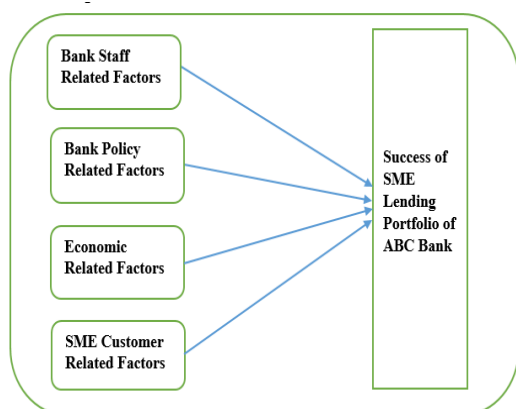 Bank Staff
Related Factors
Bank Policy
Related Factors
Economic
Related Factors
SME Customer
Related Factors
Success of
SME
Lending
Portfolio of
ABC Bank